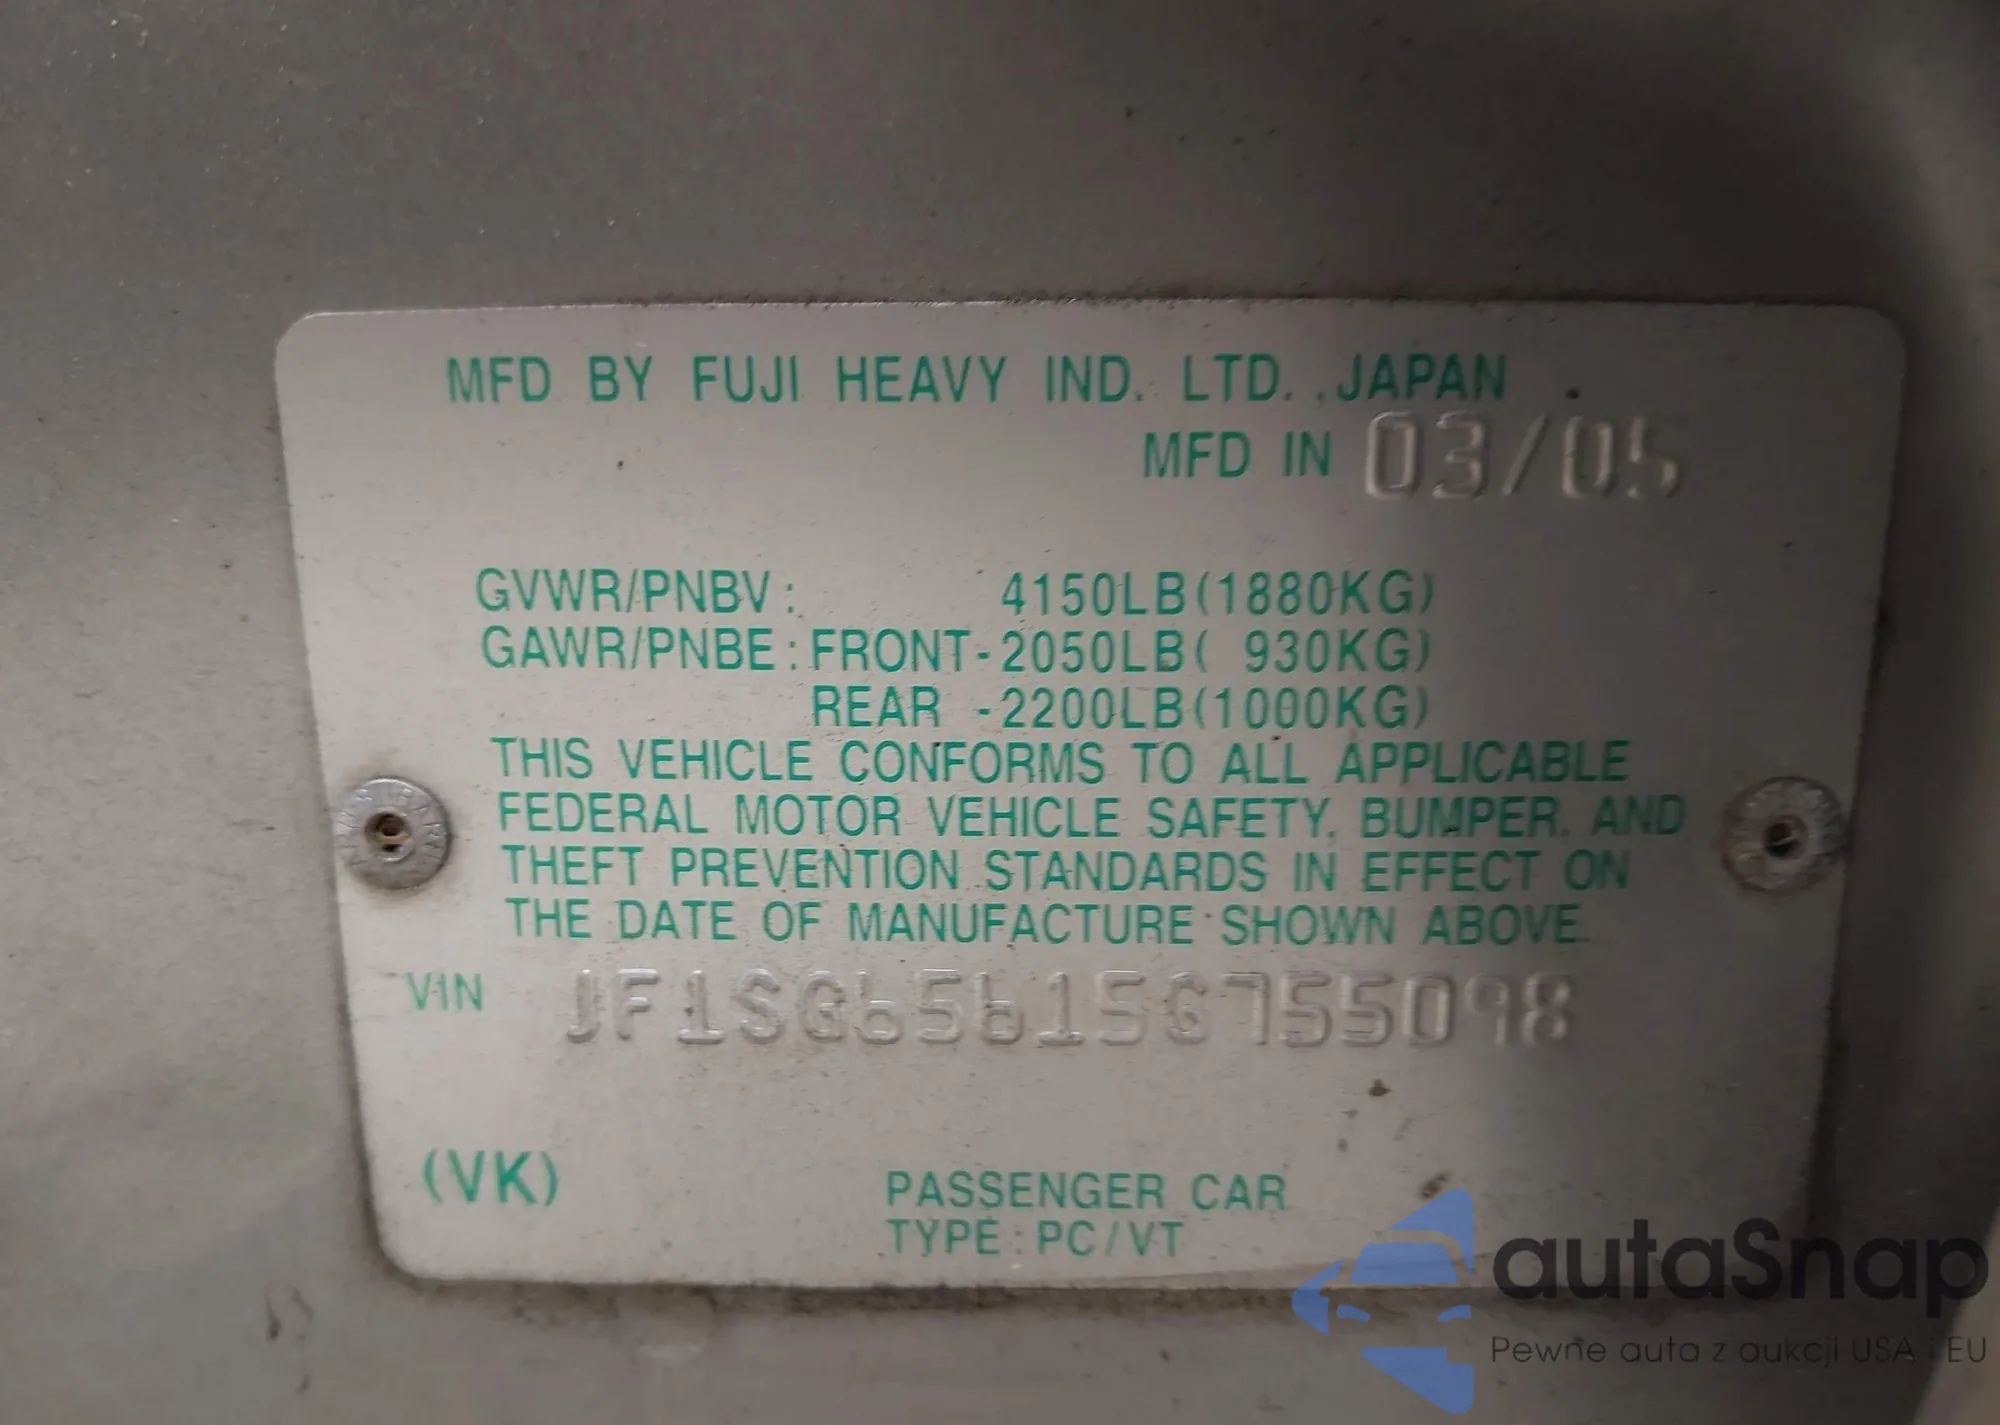 MFD BY FUJI HEAVY IND. LTD., JAPAN
MFD IN 03/05
GVWR/PNBV: 4150LB(1880KG)
GAWR/PNBE: FRONT-2050LB( 930KG)
REAR -2200LB(1000KG)
THIS VEHICLE CONFORMS TO ALL APPLICABLE
FEDERAL MOTOR VEHICLE SAFETY, BUMPER, AND
THEFT PREVENTION STANDARDS IN EFFECT ON
THE DATE OF MANUFACTURE SHOWN ABOVE.
VIN JF1SG65615G755098
(VK)
PASSENGER CAR
TYPE: PC/VT
autaSnap
Pewne auta z aukcji USA i EU